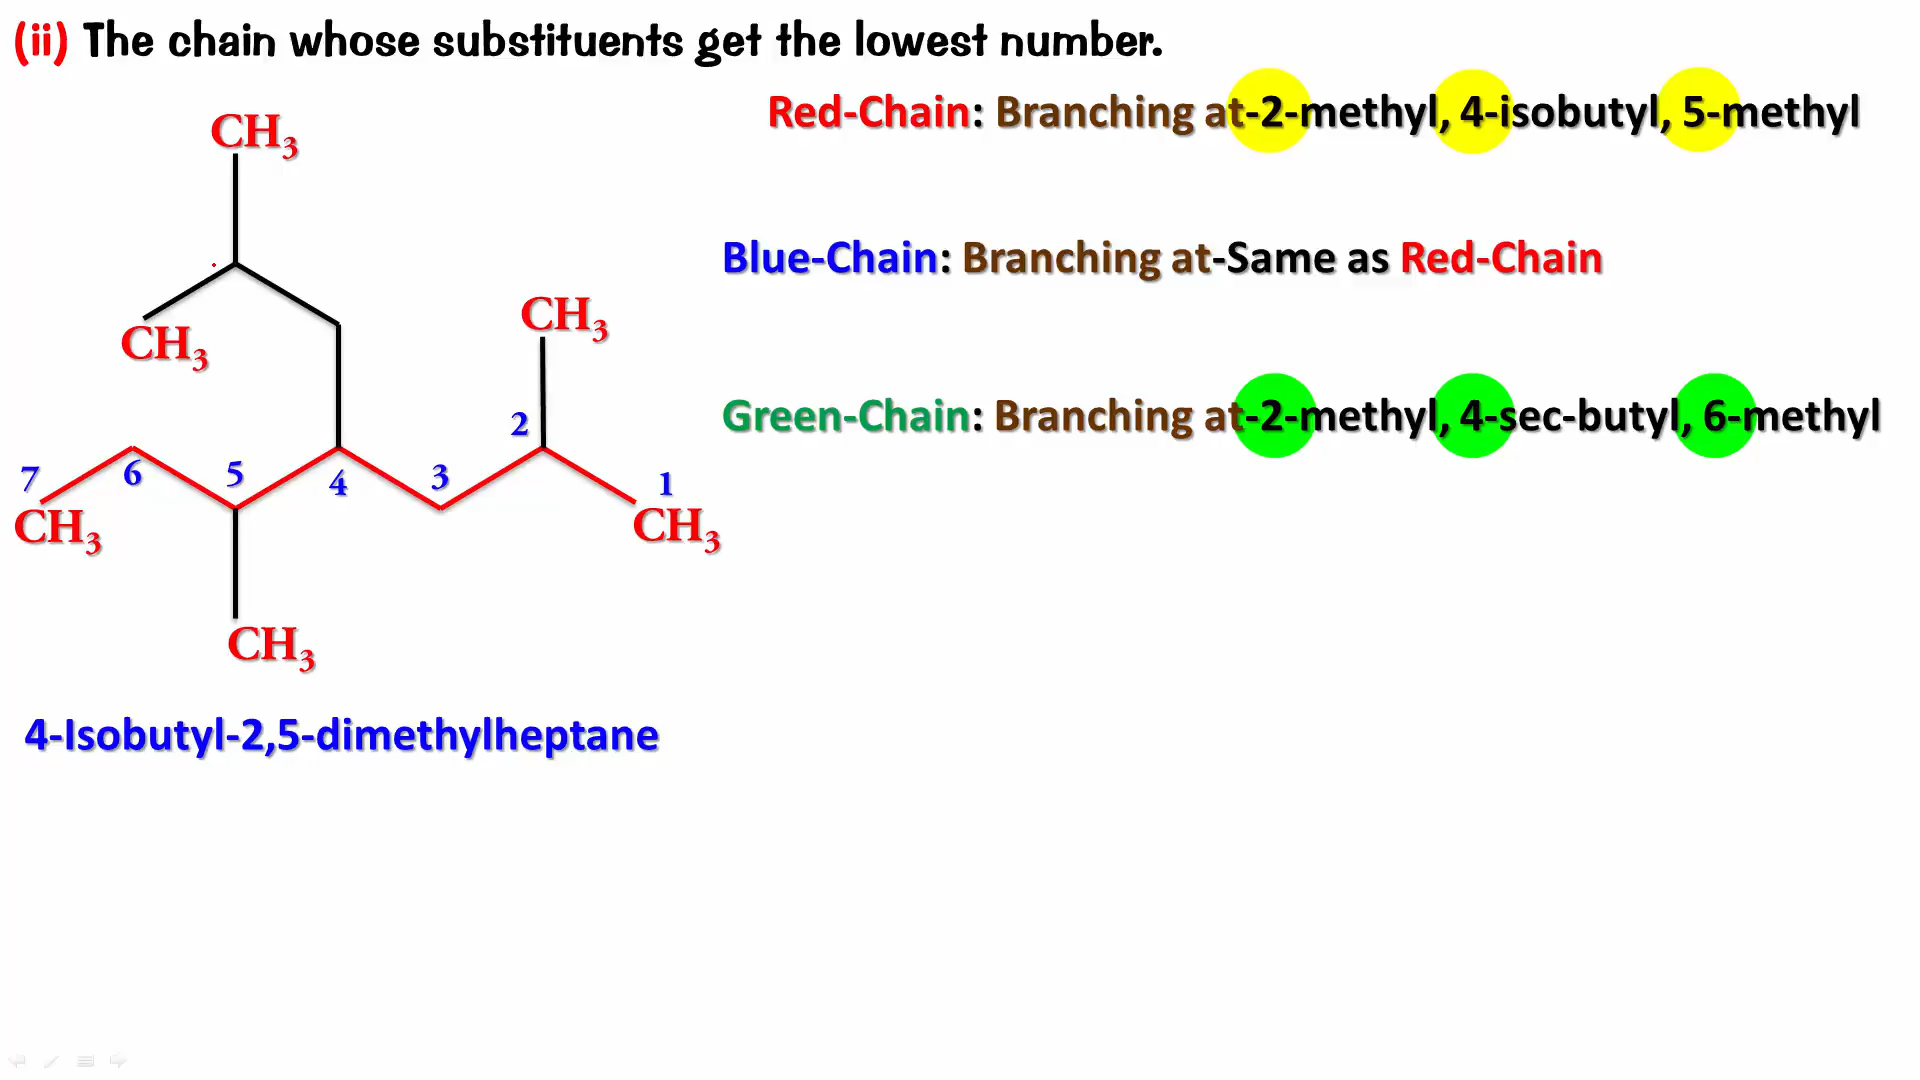 (ii) The chain whose substituents get the lowest number.
Red-Chain: Branching at-2-methyl, 4-isobutyl, 5-methyl
Blue-Chain: Branching at-Same as Red-Chain
Green-Chain: Branching at-2-methyl, 4-sec-butyl, 6-methyl
CH₃
CH₃
CH₃
2
7 6 5 4 3 1
CH₃ CH₃
CH₃
4-Isobutyl-2,5-dimethylheptane